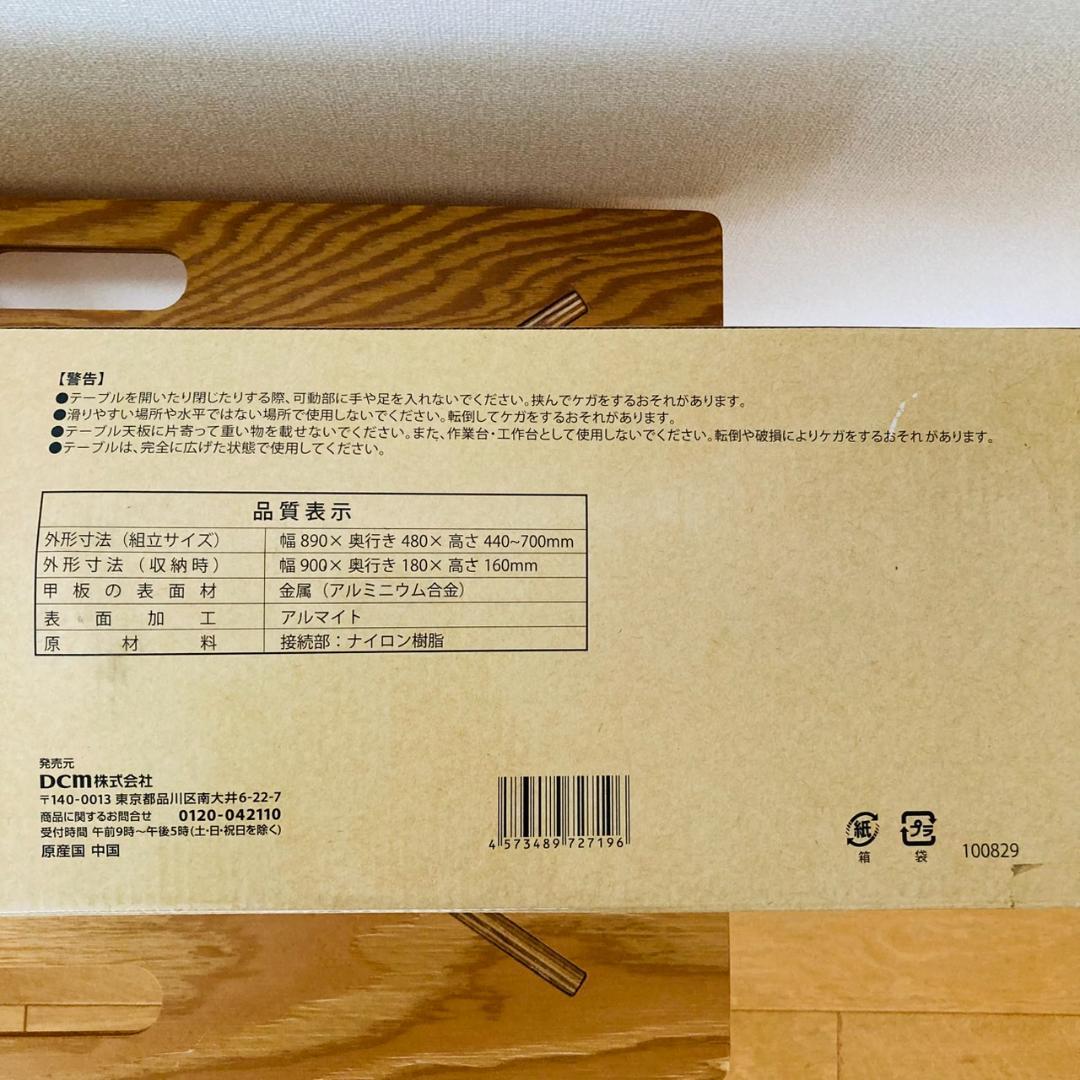 【警告】
●テーブルを開いたり閉じたりする際、可動部に手や足を入れないでください。挟んでケガをするおそれがあります。
●滑りやすい場所や水平ではない場所で使用しないでください。転倒してケガをするおそれがあります。
●テーブル天板に片寄って重い物を載せないでください。また、作業台・工作台として使用しないでください。転倒や破損によりケガをするおそれがあります。
●テーブルは、完全に広げた状態で使用してください。
品質表示
外形寸法（組立サイズ） 幅 890× 奥行き 480× 高さ 440~700mm
外形寸法（収納時） 幅 900× 奥行き 180× 高さ 160mm
甲板の表面材 金属（アルミニウム合金）
表面加工 アルマイト
原材料 接続部：ナイロン樹脂
発売元
DCM株式会社
〒140-0013 東京都品川区南大井6-22-7
商品に関するお問合せ 0120-042110
受付時間 午前9時〜午後5時(土・日・祝日を除く)
原産国 中国
4 573489 727196
紙 箱
プラ 袋
100829